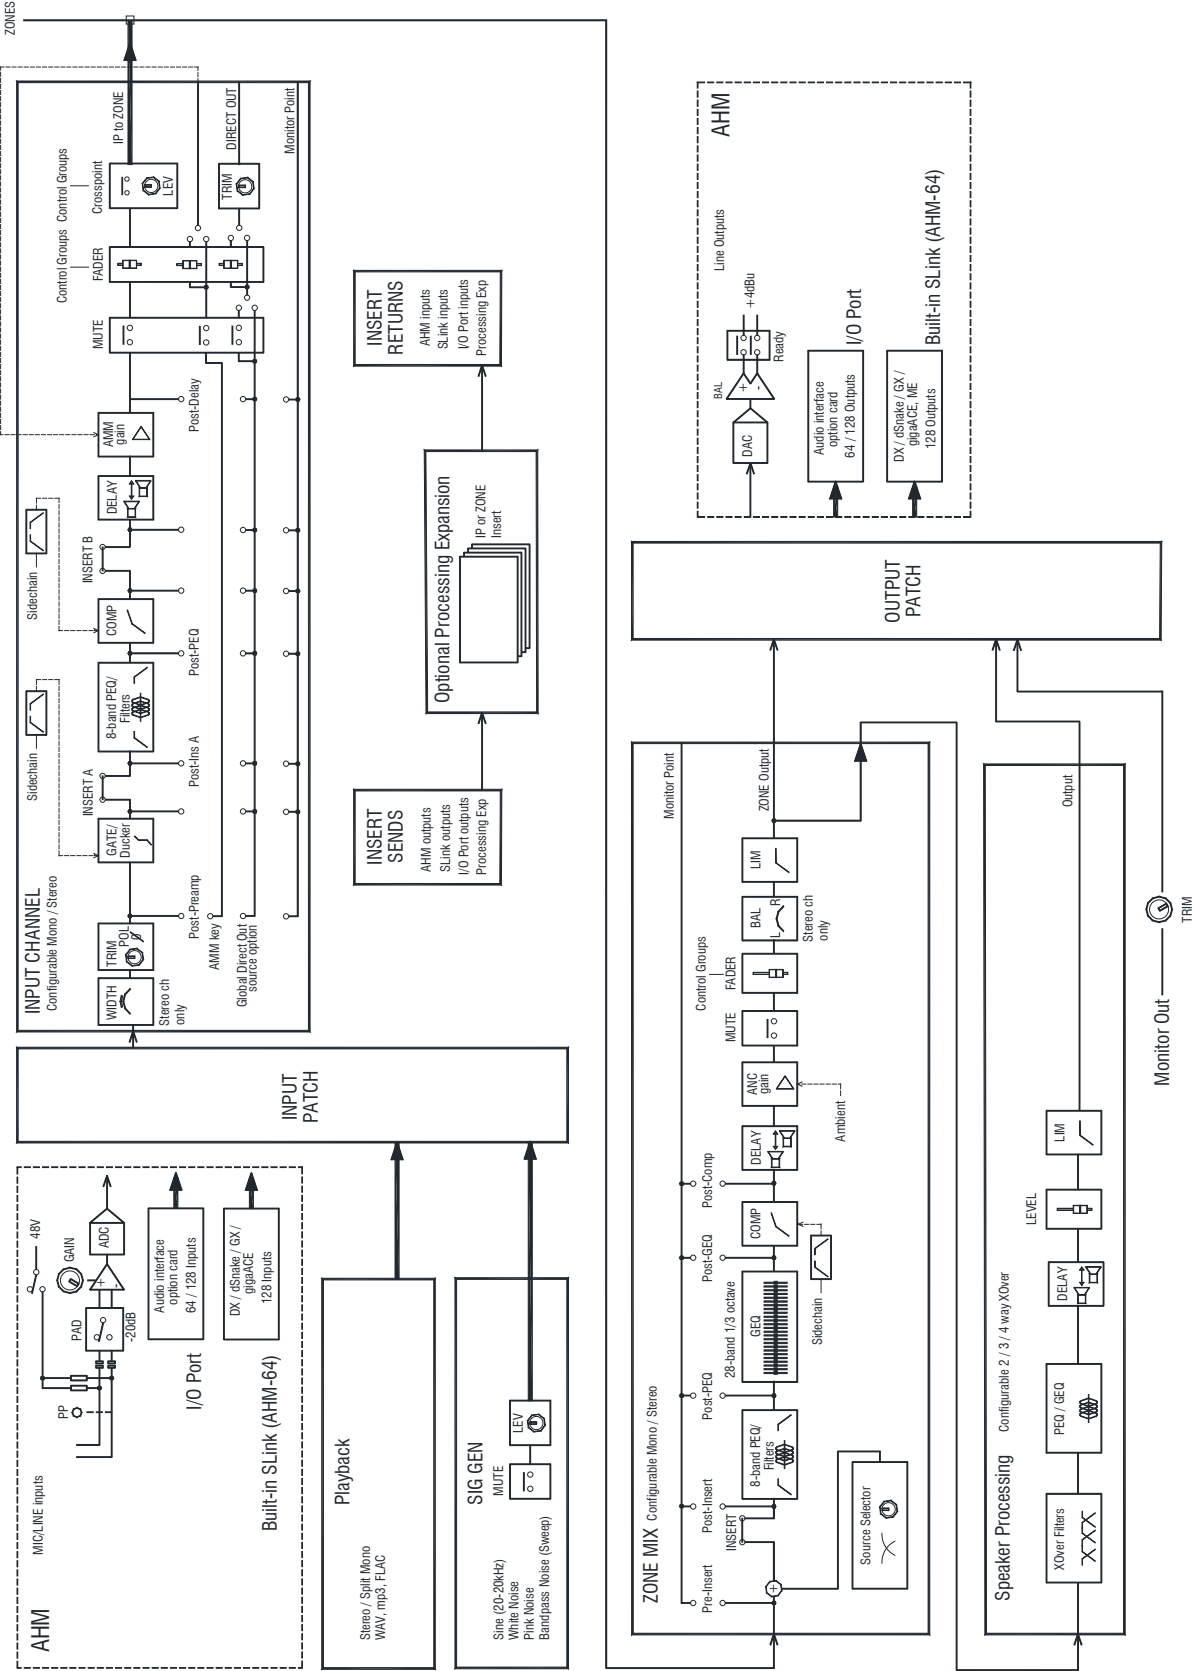 AHM
MIC/LINE inputs
PP
48V
PAD
-20dB
GAIN
+
-
ADC
I/O Port
Audio interface
option card
64 / 128 Inputs
Built-in SLink (AHM-64)
DX / dSnake / GX /
gigaACE
128 Inputs
Playback
Stereo / Split Mono
WAV, mp3, FLAC
SIG GEN
Sine (20-20kHz)
White Noise
Pink Noise
Bandpass Noise (Sweep)
MUTE
LEV
INPUT
PATCH
INPUT CHANNEL
Configurable Mono / Stereo
WIDTH
Stereo ch
only
TRIM
POL
Ø
Post-Preamp
AMM key
Global Direct Out
source option
GATE/
Ducker
Sidechain
INSERT A
Post-Ins A
8-band PEQ/
Filters
Sidechain
Post-PEQ
COMP
INSERT B
DELAY
AMM
gain
Post-Delay
MUTE
Control Groups
FADER
Control Groups
Crosspoint
LEV
IP to ZONE
TRIM
DIRECT OUT
Monitor Point
ZONES
INSERT
SENDS
AHM outputs
SLink outputs
I/O Port outputs
Processing Exp
Optional Processing Expansion
IP or ZONE
Insert
INSERT
RETURNS
AHM inputs
SLink inputs
I/O Port inputs
Processing Exp
ZONE MIX
Configurable Mono / Stereo
Pre-Insert
+
INSERT
Post-Insert
Source Selector
8-band PEQ/
Filters
Post-PEQ
28-band 1/3 octave
GEQ
Post-GEQ
Sidechain
COMP
Post-Comp
DELAY
ANC
gain
Ambient
MUTE
Control Groups
FADER
BAL
L
R
Stereo ch
only
LIM
ZONE Output
Monitor Point
Speaker Processing
Configurable 2 / 3 / 4 way XOver
XOver Filters
PEQ / GEQ
DELAY
LEVEL
LIM
Output
Monitor Out
TRIM
OUTPUT
PATCH
AHM
DAC
BAL
+
-
Ready
+4dBu
Line Outputs
Audio interface
option card
64 / 128 Outputs
I/O Port
DX / dSnake / GX /
gigaACE, ME
128 Outputs
Built-in SLink (AHM-64)